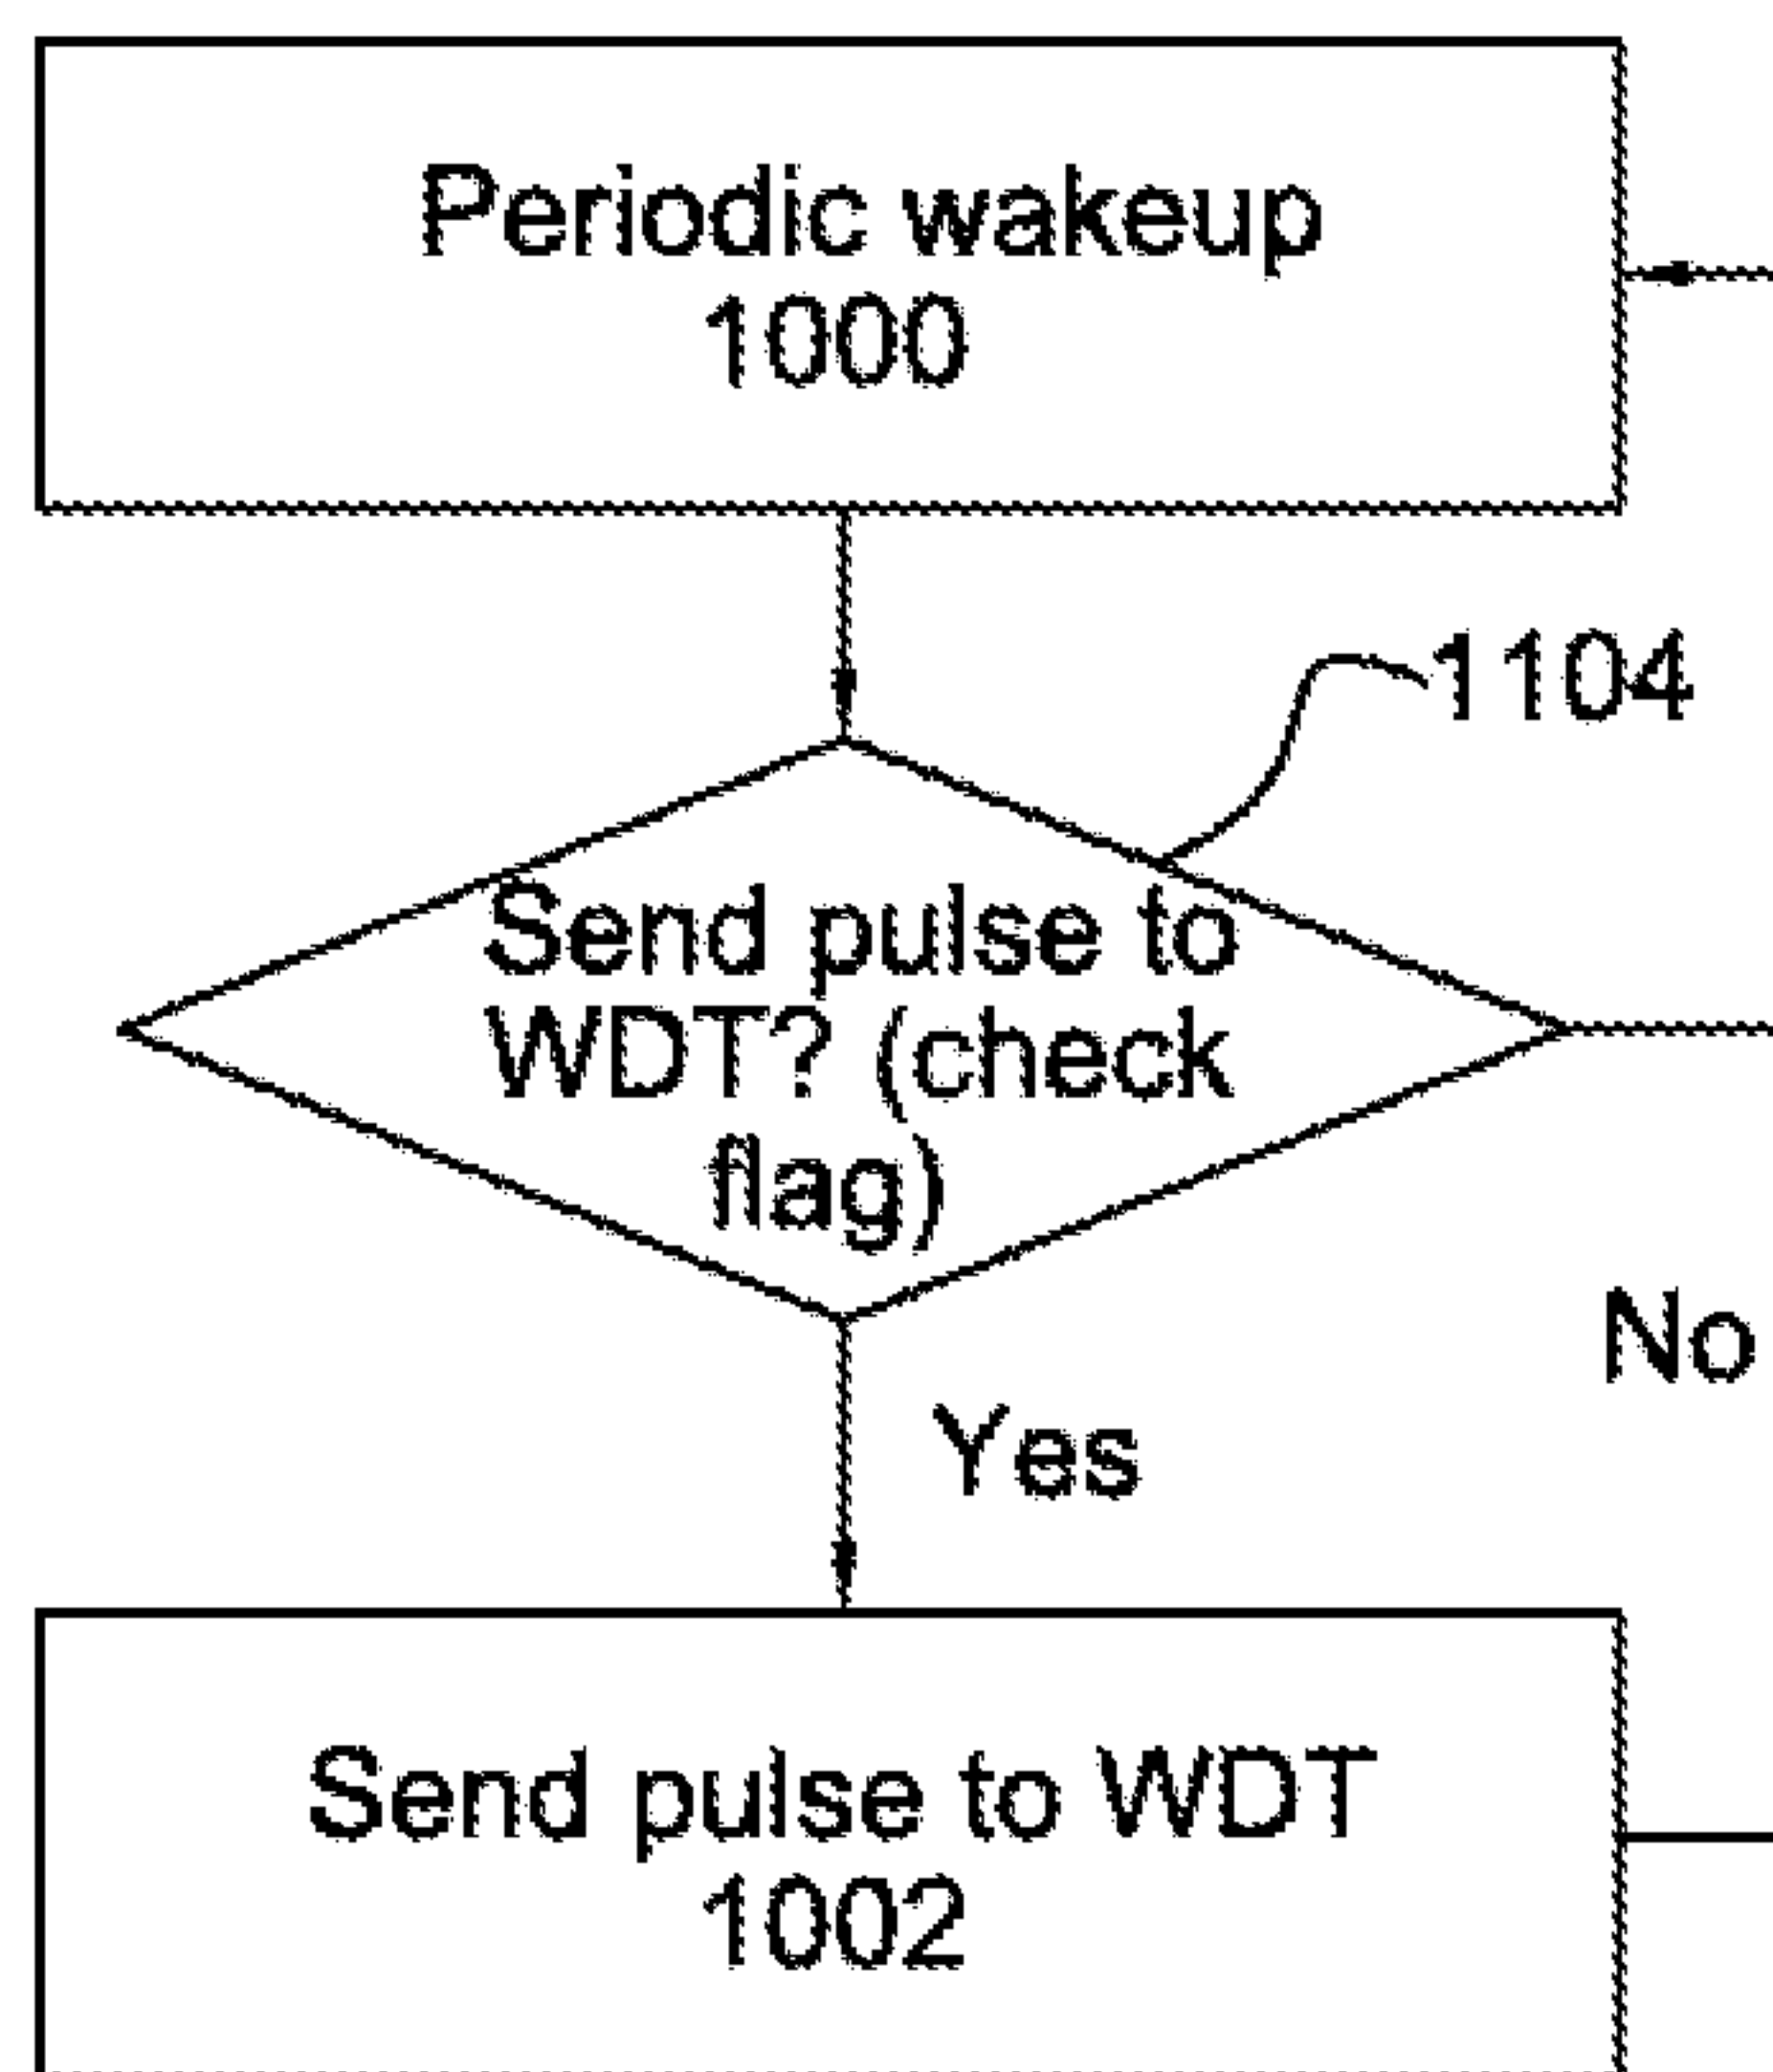 Periodic wakeup
1000
1104
Send pulse to
WDT? (check
flag)
No
Yes
Send pulse to WDT
1002